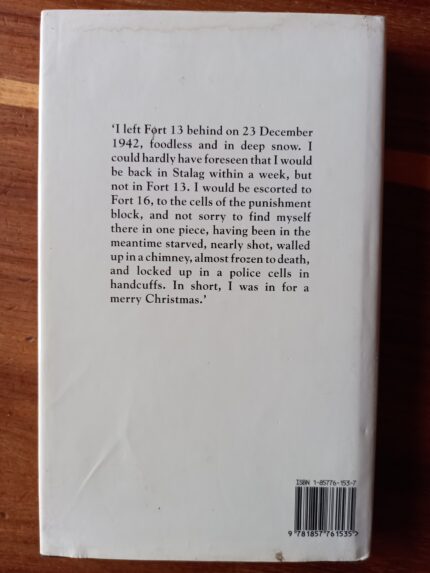 'I left Fort 13 behind on 23 December
1942, foodless and in deep snow. I
could hardly have foreseen that I would
be back in Stalag within a week, but
not in Fort 13. I would be escorted to
Fort 16, to the cells of the punishment
block, and not sorry to find myself
there in one piece, having been in the
meantime starved, nearly shot, walled
up in a chimney, almost frozen to death,
and locked up in a police cells in
handcuffs. In short, I was in for a
merry Christmas.'
ISBN 1-85776-153-7
9 781857 761535 >